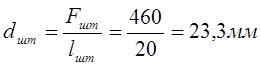 d_шт = F_шт / l_шт = 460 / 20 = 23,3мм